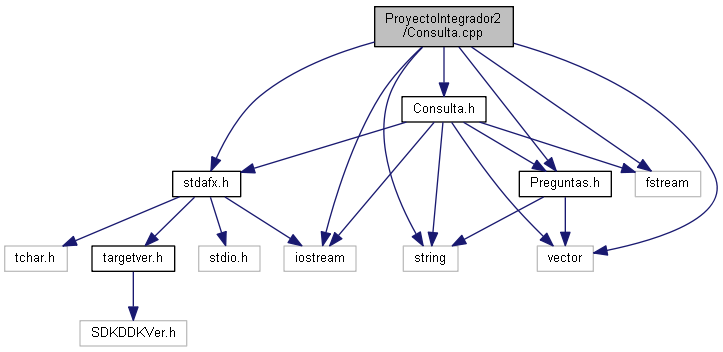 ProyectoIntegrador2
/Consulta.cpp
Consulta.h
stdafx.h
Preguntas.h
fstream
tchar.h
targetver.h
stdio.h
iostream
string
vector
SDKDDKVer.h